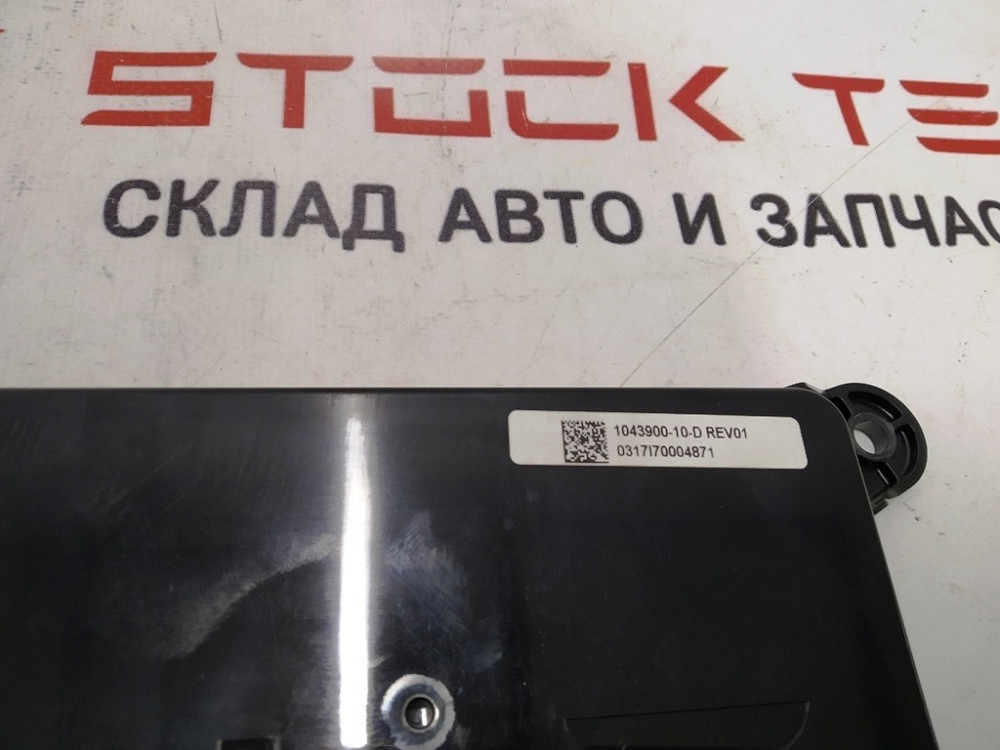 STOCK TE
СКЛАД АВТО И ЗАПЧАС
1043900-10-D REV01
0317I70004871